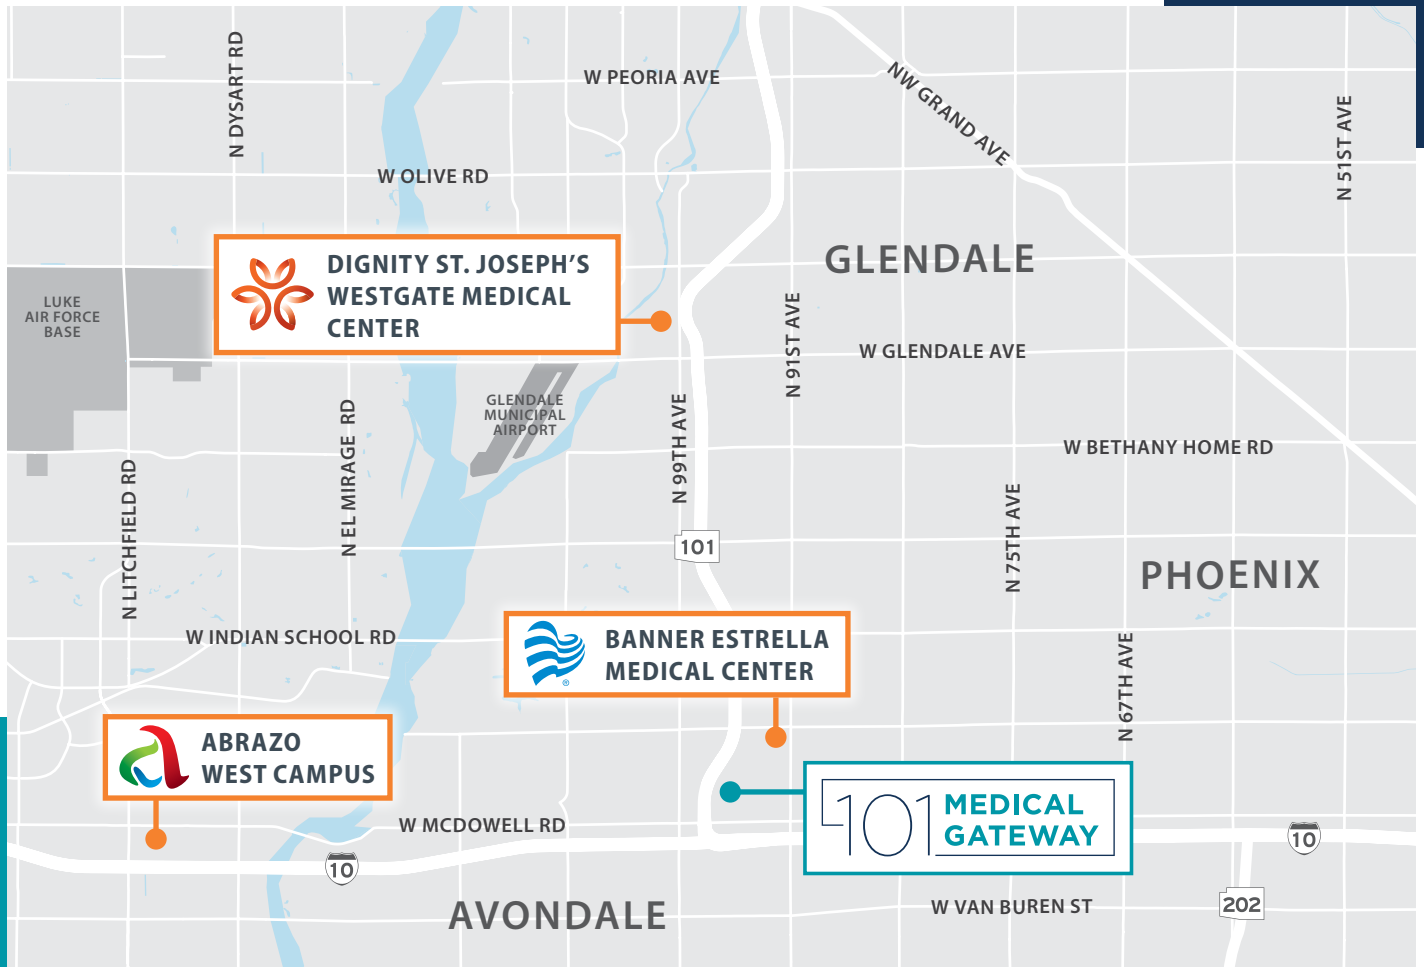 N DYSART RD
W PEORIA AVE
NW GRAND AVE
N 51ST AVE
W OLIVE RD
DIGNITY ST. JOSEPH'S
WESTGATE MEDICAL
CENTER
GLENDALE
LUKE
AIR FORCE
BASE
N 91ST AVE
W GLENDALE AVE
GLENDALE
MUNICIPAL
AIRPORT
N EL MIRAGE RD
N 99TH AVE
W BETHANY HOME RD
N LITCHFIELD RD
N 75TH AVE
101
PHOENIX
W INDIAN SCHOOL RD
BANNER ESTRELLA
MEDICAL CENTER
®
N 67TH AVE
ABRAZO
WEST CAMPUS
101
MEDICAL
GATEWAY
W MCDOWELL RD
10
10
AVONDALE
W VAN BUREN ST
202